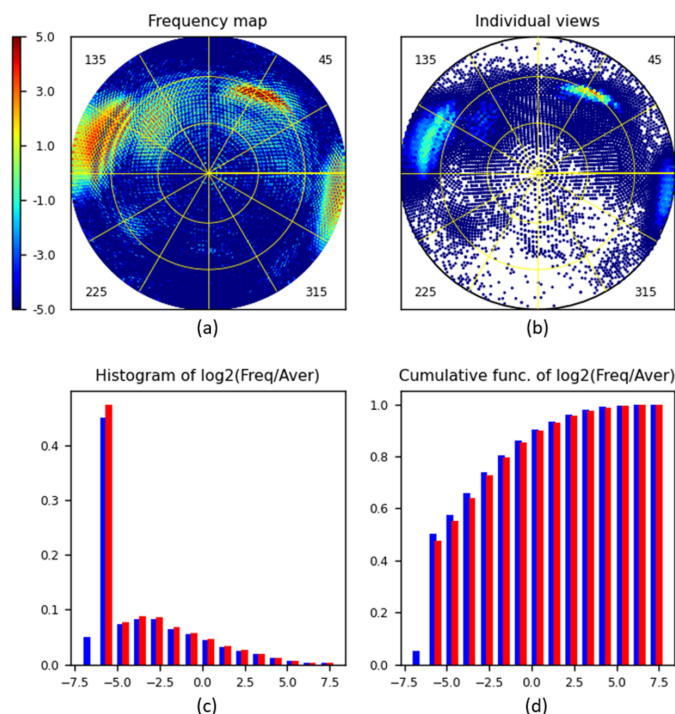 Frequency map
Individual views
5.0
3.0
1.0
-1.0
-3.0
-5.0
135
45
225
315
135
45
225
315
(a)
(b)
Histogram of log2(Freq/Aver)
Cumulative func. of log2(Freq/Aver)
0.4
0.3
0.2
0.1
0.0
−7.5 −5.0 −2.5 0.0 2.5 5.0 7.5
1.0
0.8
0.6
0.4
0.2
0.0
−7.5 −5.0 −2.5 0.0 2.5 5.0 7.5
(c)
(d)